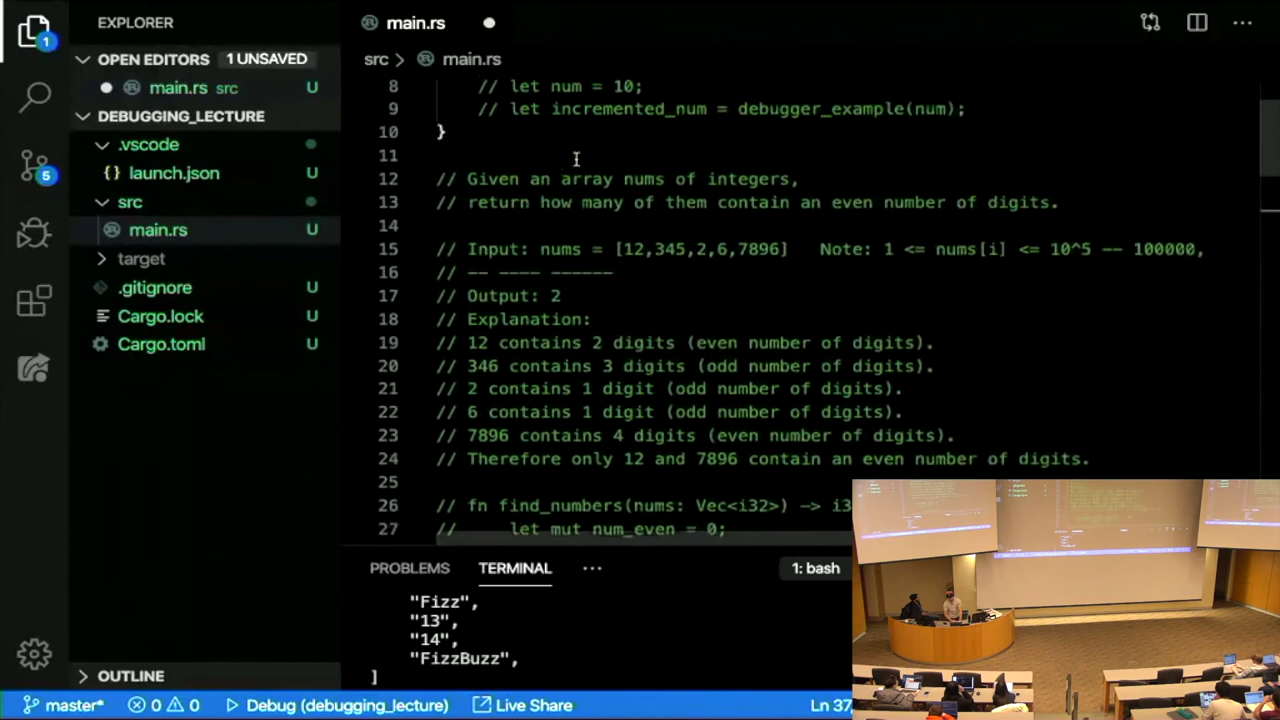 EXPLORER
OPEN EDITORS 1 UNSAVED
main.rs src U
DEBUGGING_LECTURE
.vscode
{} launch.json U
src
main.rs U
target
.gitignore U
Cargo.lock U
Cargo.toml U
OUTLINE
main.rs
src > main.rs
8 // let num = 10;
9 // let incremented_num = debugger_example(num);
10 }
11
12 // Given an array nums of integers,
13 // return how many of them contain an even number of digits.
14
15 // Input: nums = [12,345,2,6,7896] Note: 1 <= nums[i] <= 10^5 -- 100000,
16 // -- ---- ------
17 // Output: 2
18 // Explanation:
19 // 12 contains 2 digits (even number of digits).
20 // 346 contains 3 digits (odd number of digits).
21 // 2 contains 1 digit (odd number of digits).
22 // 6 contains 1 digit (odd number of digits).
23 // 7896 contains 4 digits (even number of digits).
24 // Therefore only 12 and 7896 contain an even number of digits.
25
26 // fn find_numbers(nums: Vec<i32>) -> i3
27 // let mut num_even = 0;
PROBLEMS TERMINAL ··· 1: bash
"Fizz",
"13",
"14",
"FizzBuzz",
]
1
5
master* 0 0 Debug (debugging_lecture) Live Share Ln 37